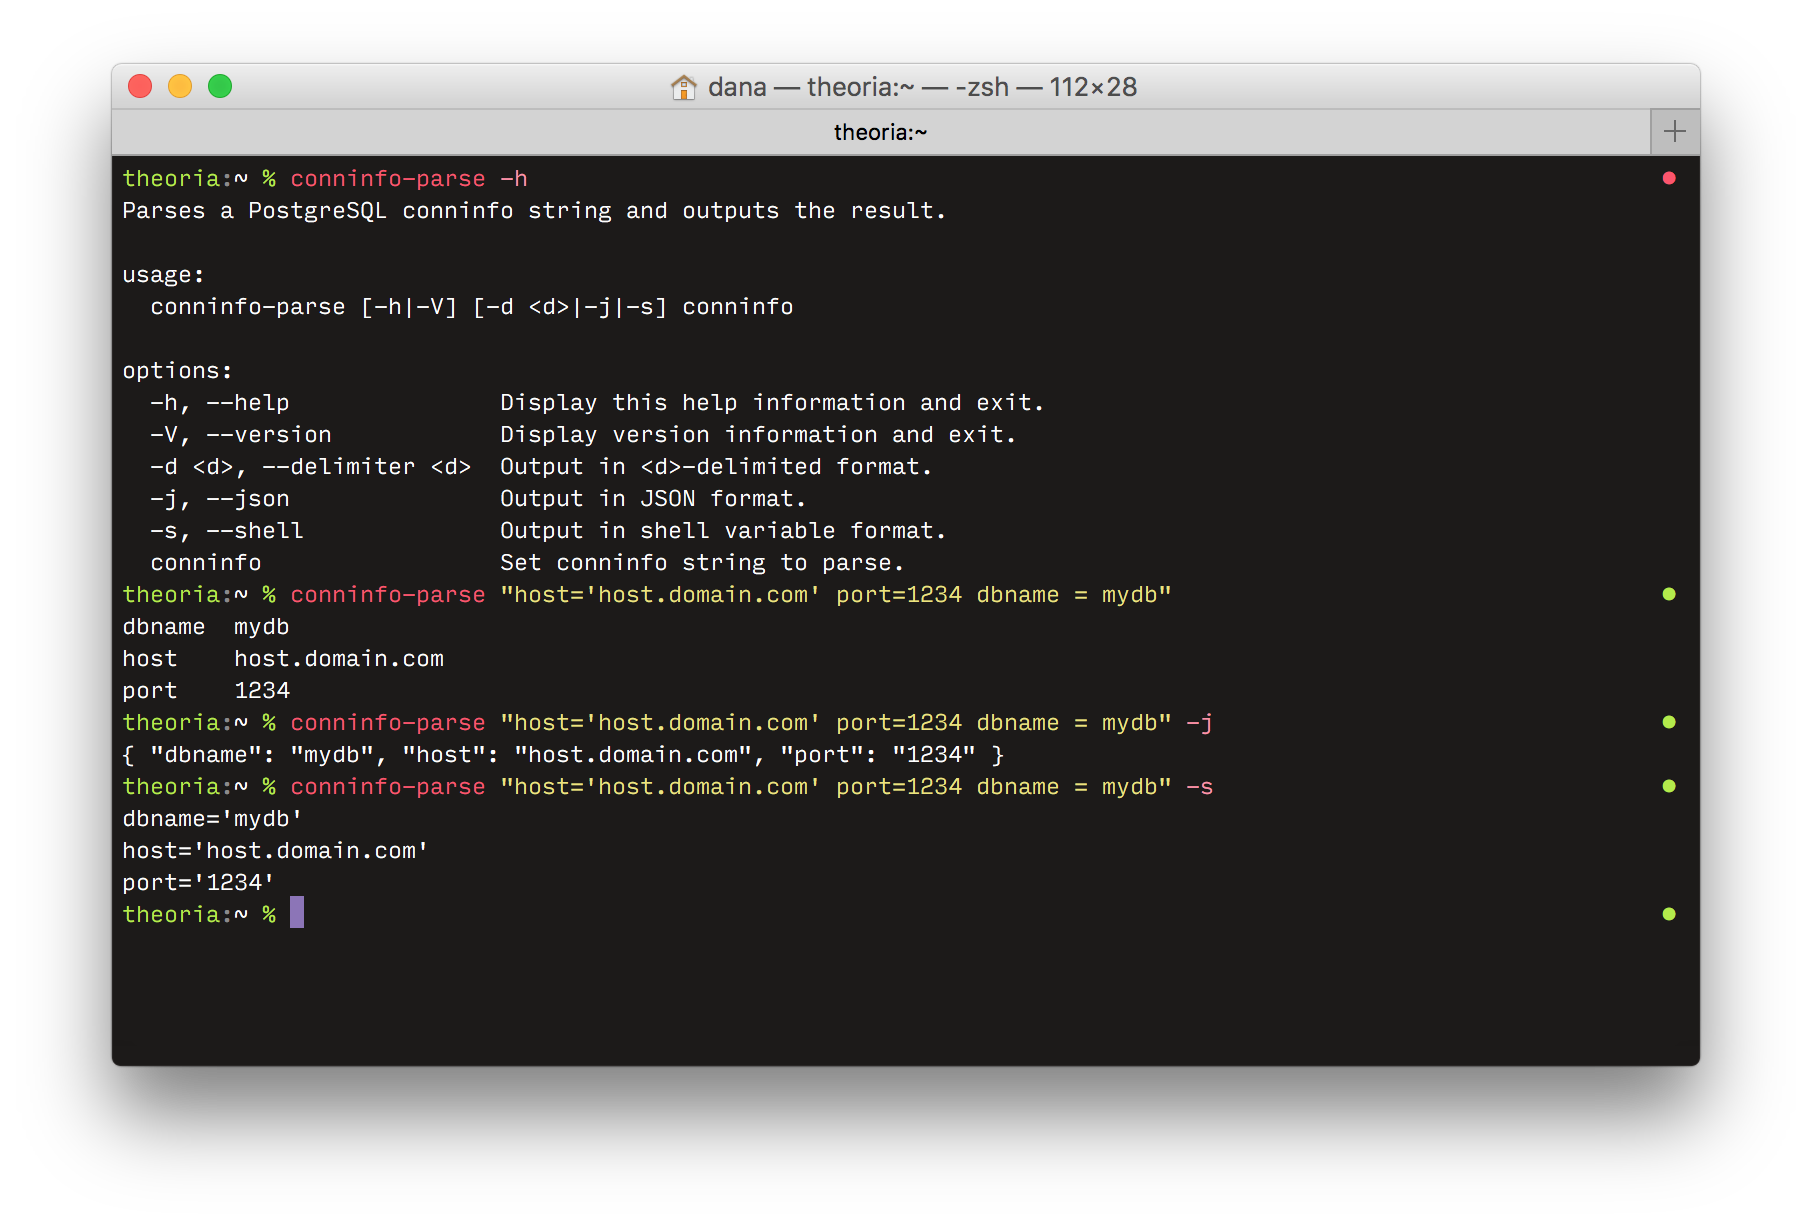 dana — theoria:~ — -zsh — 112×28
theoria:~
theoria:~ % conninfo-parse -h
Parses a PostgreSQL conninfo string and outputs the result.
usage:
  conninfo-parse [-h|-V] [-d <d>|-j|-s] conninfo
options:
  -h, --help               Display this help information and exit.
  -V, --version            Display version information and exit.
  -d <d>, --delimiter <d>  Output in <d>-delimited format.
  -j, --json               Output in JSON format.
  -s, --shell              Output in shell variable format.
  conninfo                 Set conninfo string to parse.
theoria:~ % conninfo-parse "host='host.domain.com' port=1234 dbname = mydb"
dbname  mydb
host    host.domain.com
port    1234
theoria:~ % conninfo-parse "host='host.domain.com' port=1234 dbname = mydb" -j
{ "dbname": "mydb", "host": "host.domain.com", "port": "1234" }
theoria:~ % conninfo-parse "host='host.domain.com' port=1234 dbname = mydb" -s
dbname='mydb'
host='host.domain.com'
port='1234'
theoria:~ %